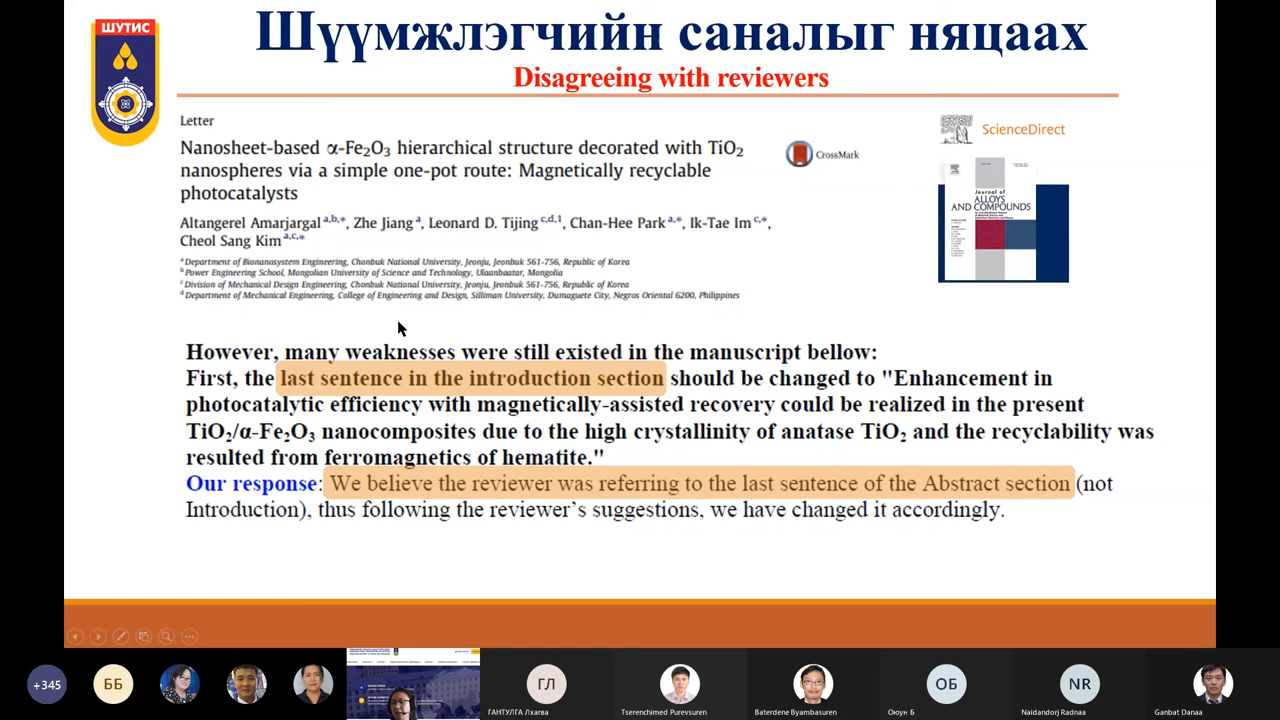 ШУТИС
Шүүмжлэгчийн саналыг няцаах
Disagreeing with reviewers
Letter
Nanosheet-based α-Fe₂O₃ hierarchical structure decorated with TiO₂
nanospheres via a simple one-pot route: Magnetically recyclable
photocatalysts
CrossMark
ScienceDirect
Journal of
ALLOYS
AND COMPOUNDS
Altangerel Amarjargal a,b,*, Zhe Jiang a, Leonard D. Tijing c,d,1, Chan-Hee Park a,*, Ik-Tae Im c,*,
Cheol Sang Kim a,c,*
a Department of Bionanosystem Engineering, Chonbuk National University, Jeonju, Jeonbuk 561-756, Republic of Korea
b Power Engineering School, Mongolian University of Science and Technology, Ulaanbaatar, Mongolia
c Division of Mechanical Design Engineering, Chonbuk National University, Jeonju, Jeonbuk 561-756, Republic of Korea
d Department of Mechanical Engineering, College of Engineering and Design, Silliman University, Dumaguete City, Negros Oriental 6200, Philippines
However, many weaknesses were still existed in the manuscript bellow:
First, the last sentence in the introduction section should be changed to "Enhancement in
photocatalytic efficiency with magnetically-assisted recovery could be realized in the present
TiO₂/α-Fe₂O₃ nanocomposites due to the high crystallinity of anatase TiO₂ and the recyclability was
resulted from ferromagnetics of hematite."
Our response: We believe the reviewer was referring to the last sentence of the Abstract section (not
Introduction), thus following the reviewer's suggestions, we have changed it accordingly.
+345
ББ
ГЛ
ОБ
NR
ГАНТУЛГА Лхагва
Tserenchimed Purevsuren
Baterdene Byambasuren
Оюун Б
Naidandorj Radnaa
Ganbat Danaa